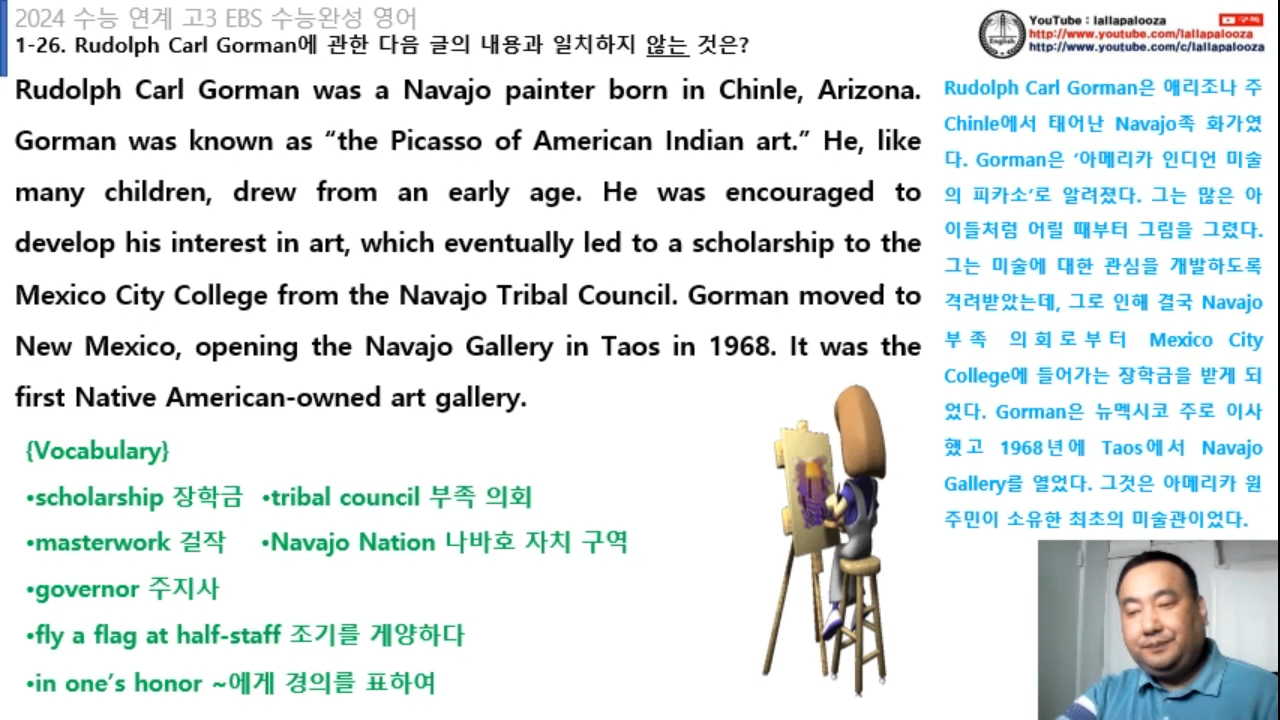 2024 수능 연계 고3 EBS 수능완성 영어
1-26. Rudolph Carl Gorman에 관한 다음 글의 내용과 일치하지 않는 것은?
YouTube : lallapalooza
구독
http://www.youtube.com/lallapalooza
http://www.youtube.com/c/lallapalooza
English
Rudolph Carl Gorman was a Navajo painter born in Chinle, Arizona.
Gorman was known as “the Picasso of American Indian art.” He, like
many children, drew from an early age. He was encouraged to
develop his interest in art, which eventually led to a scholarship to the
Mexico City College from the Navajo Tribal Council. Gorman moved to
New Mexico, opening the Navajo Gallery in Taos in 1968. It was the
first Native American-owned art gallery.
{Vocabulary}
•scholarship 장학금 •tribal council 부족 의회
•masterwork 걸작 •Navajo Nation 나바호 자치 구역
•governor 주지사
•fly a flag at half-staff 조기를 게양하다
•in one’s honor ~에게 경의를 표하여
Rudolph Carl Gorman은 애리조나 주
Chinle에서 태어난 Navajo족 화가였
다. Gorman은 ‘아메리카 인디언 미술
의 피카소’로 알려졌다. 그는 많은 아
이들처럼 어릴 때부터 그림을 그렸다.
그는 미술에 대한 관심을 개발하도록
격려받았는데, 그로 인해 결국 Navajo
부족 의회로부터 Mexico City
College에 들어가는 장학금을 받게 되
었다. Gorman은 뉴멕시코 주로 이사
했고 1968년에 Taos에서 Navajo
Gallery를 열었다. 그것은 아메리카 원
주민이 소유한 최초의 미술관이었다.